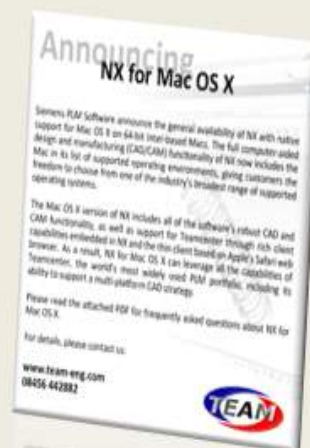 Announcing
NX for Mac OS X
Siemens PLM Software announce the general availability of NX with native
support for Mac OS X on 64-bit Intel-based Macs. The full computer-aided
design and manufacturing (CAD/CAM) functionality of NX now includes the
Mac in its list of supported operating environments, giving customers the
freedom to choose from one of the industry's broadest range of supported
operating systems.
The Mac OS X version of NX includes all of the software's robust CAD and
CAM functionality, as well as support for Teamcenter through rich client
capabilities embedded in NX and the thin client based on Apple's Safari web
browser. As a result, NX for Mac OS X can leverage all the capabilities of
Teamcenter, the world's most widely used PLM portfolio, including its
ability to support a multi-platform CAD strategy.
Please read the attached PDF for frequently asked questions about NX for
Mac OS X.
For details, please contact us:
www.team-eng.com
08456 442882
TEAM